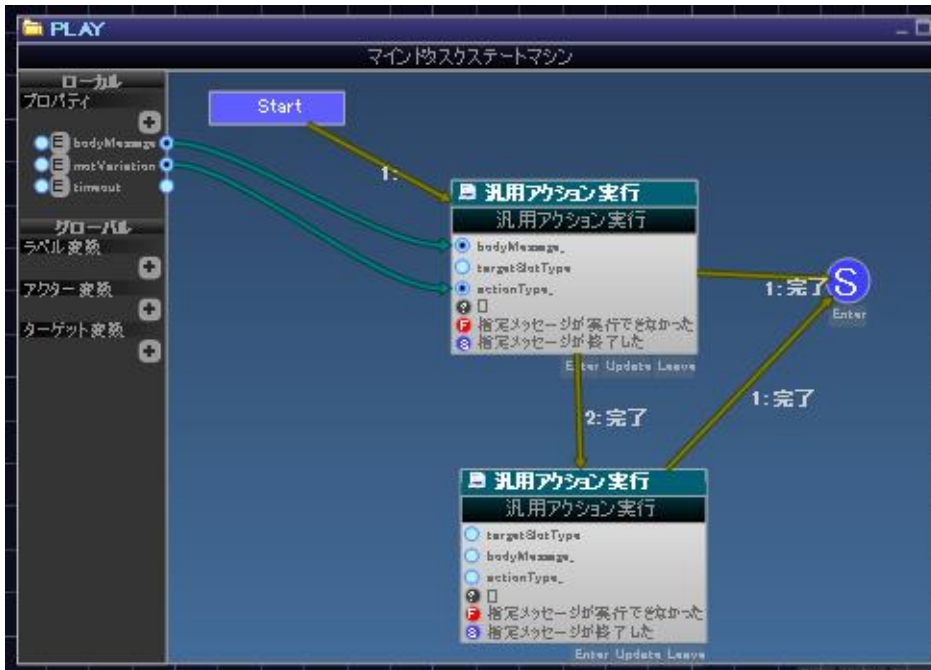 PLAY
マインドタスクステートマシン
ローカル
プロパティ
bodyMessage
motVariation
timeout
グローバル
ラベル変数
アクター変数
ターゲット変数
Start
1:
汎用アクション実行
汎用アクション実行
bodyMessage_
targetSlotType
actionType_
指定メッセージが実行できなかった
指定メッセージが終了した
Enter Update Leave
1:完了
S
Enter
2:完了
1:完了
汎用アクション実行
汎用アクション実行
targetSlotType
bodyMessage_
actionType_
指定メッセージが実行できなかった
指定メッセージが終了した
Enter Update Leave